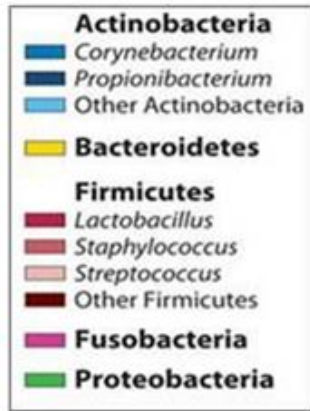 Actinobacteria
Corynebacterium
Propionibacterium
Other Actinobacteria
Bacteroidetes
Firmicutes
Lactobacillus
Staphylococcus
Streptococcus
Other Firmicutes
Fusobacteria
Proteobacteria